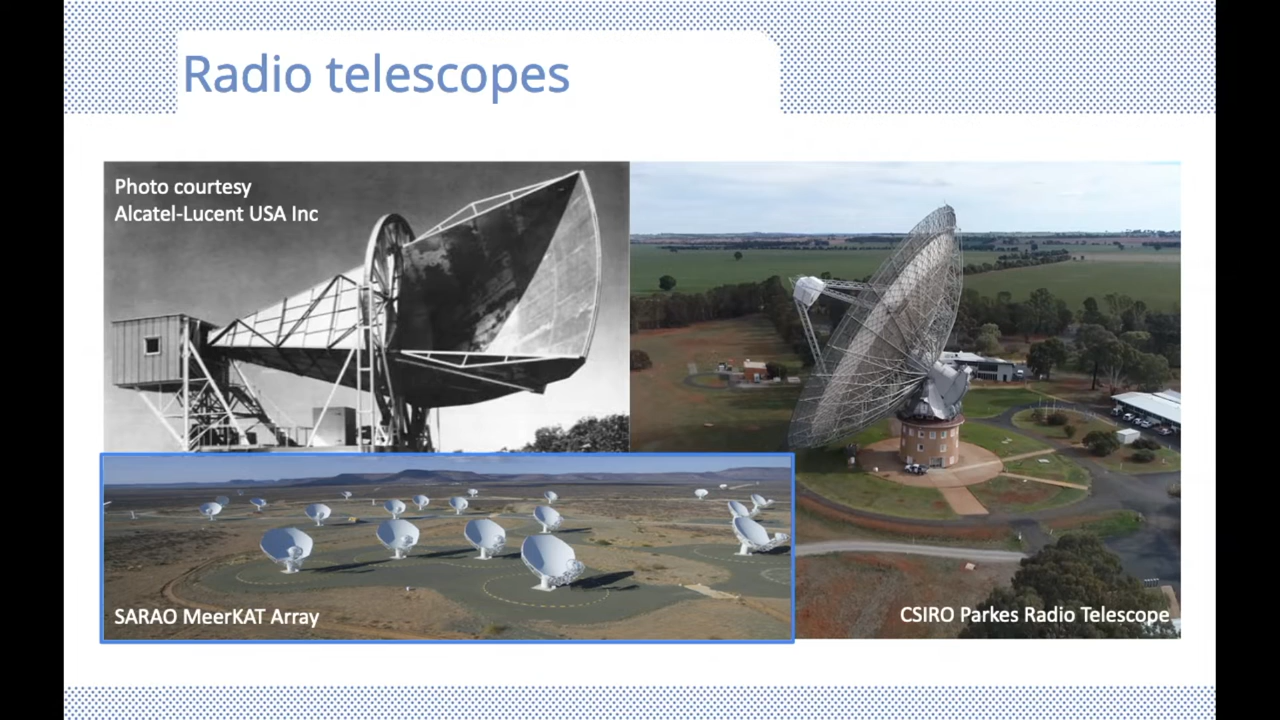 Radio telescopes
Photo courtesy
Alcatel-Lucent USA Inc
SARAO MeerKAT Array
CSIRO Parkes Radio Telescope